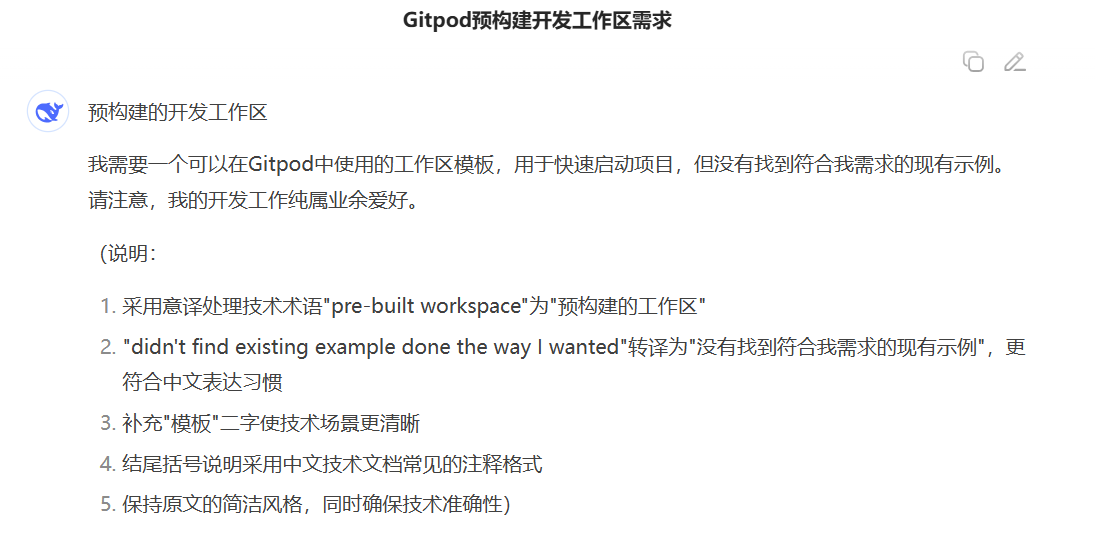 Gitpod预构建开发工作区需求
预构建的开发工作区
我需要一个可以在Gitpod中使用的工作区模板，用于快速启动项目，但没有找到符合我需求的现有示例。
请注意，我的开发工作纯属业余爱好。
（说明：
1. 采用意译处理技术术语"pre-built workspace"为"预构建的工作区"
2. "didn't find existing example done the way I wanted"转译为"没有找到符合我需求的现有示例"，更
符合中文表达习惯
3. 补充"模板"二字使技术场景更清晰
4. 结尾括号说明采用中文技术文档常见的注释格式
5. 保持原文的简洁风格，同时确保技术准确性）